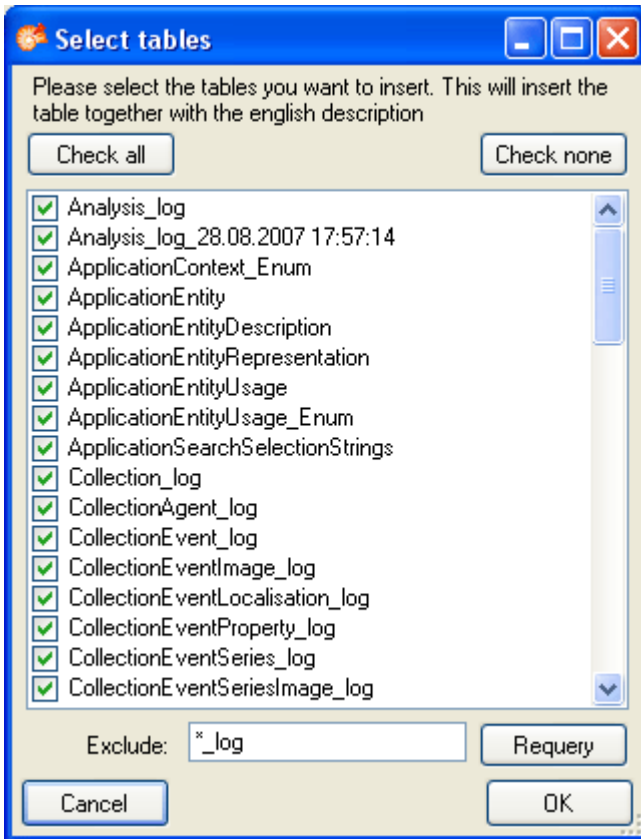 Select tables
Please select the tables you want to insert. This will insert the
table together with the english description
Check all
Check none
Analysis_log
Analysis_log_28.08.2007 17:57:14
ApplicationContext_Enum
ApplicationEntity
ApplicationEntityDescription
ApplicationEntityRepresentation
ApplicationEntityUsage
ApplicationEntityUsage_Enum
ApplicationSearchSelectionStrings
Collection_log
CollectionAgent_log
CollectionEvent_log
CollectionEventImage_log
CollectionEventLocalisation_log
CollectionEventProperty_log
CollectionEventSeries_log
CollectionEventSeriesImage_log
Exclude: *_log Requery
Cancel OK